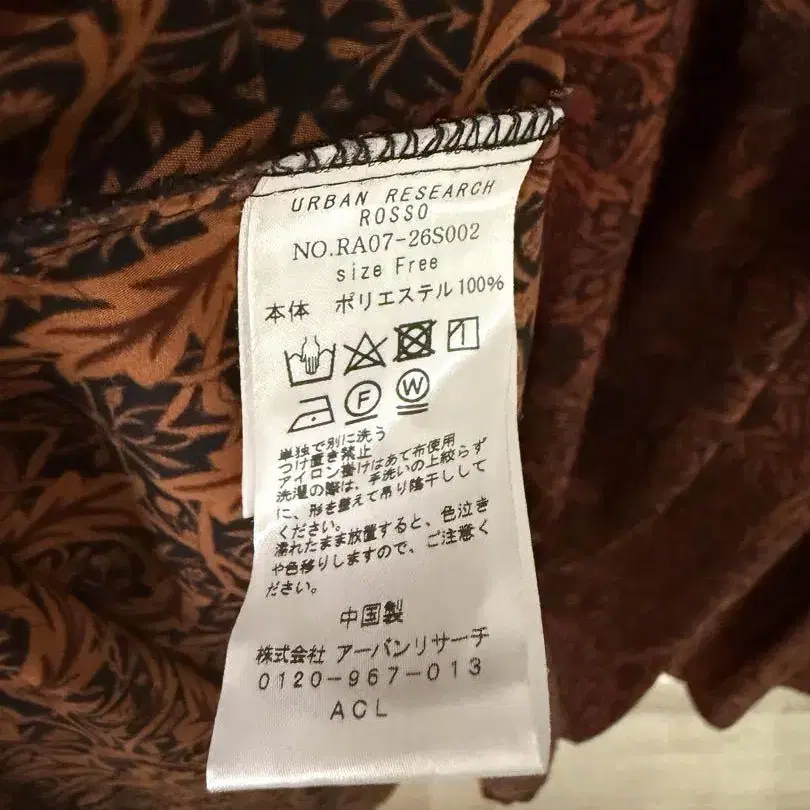 URBAN RESEARCH
ROSSO
NO.RA07-26S002
size Free
本体 ポリエステル100%
F W
単独で別に洗う
つけ置き禁止
アイロン掛けはあて布使用
洗濯の際は、手洗いの上絞らず
に、形を整えて吊り陰干しして
ください。
濡れたまま放置すると、色泣き
や色移りしますので、ご注意く
ださい。
中国製
株式会社 アーバンリサーチ
0120-967-013
ACL